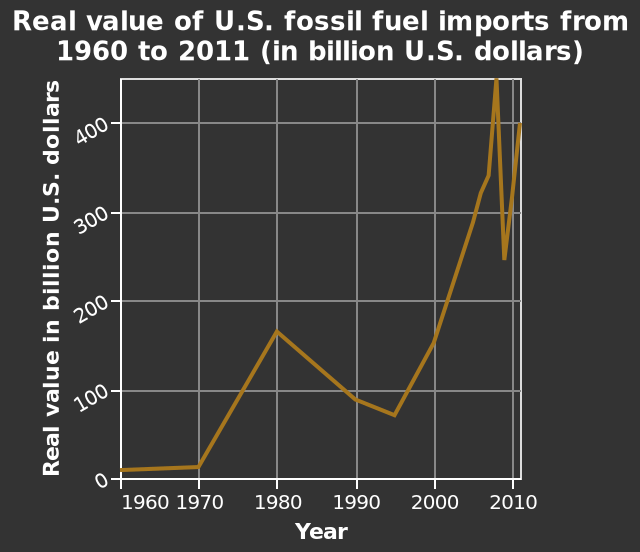 Real value of U.S. fossil fuel imports from
1960 to 2011 (in billion U.S. dollars)
Real value in billion U.S. dollars
400
300
200
100
0
1960 1970 1980 1990 2000 2010
Year